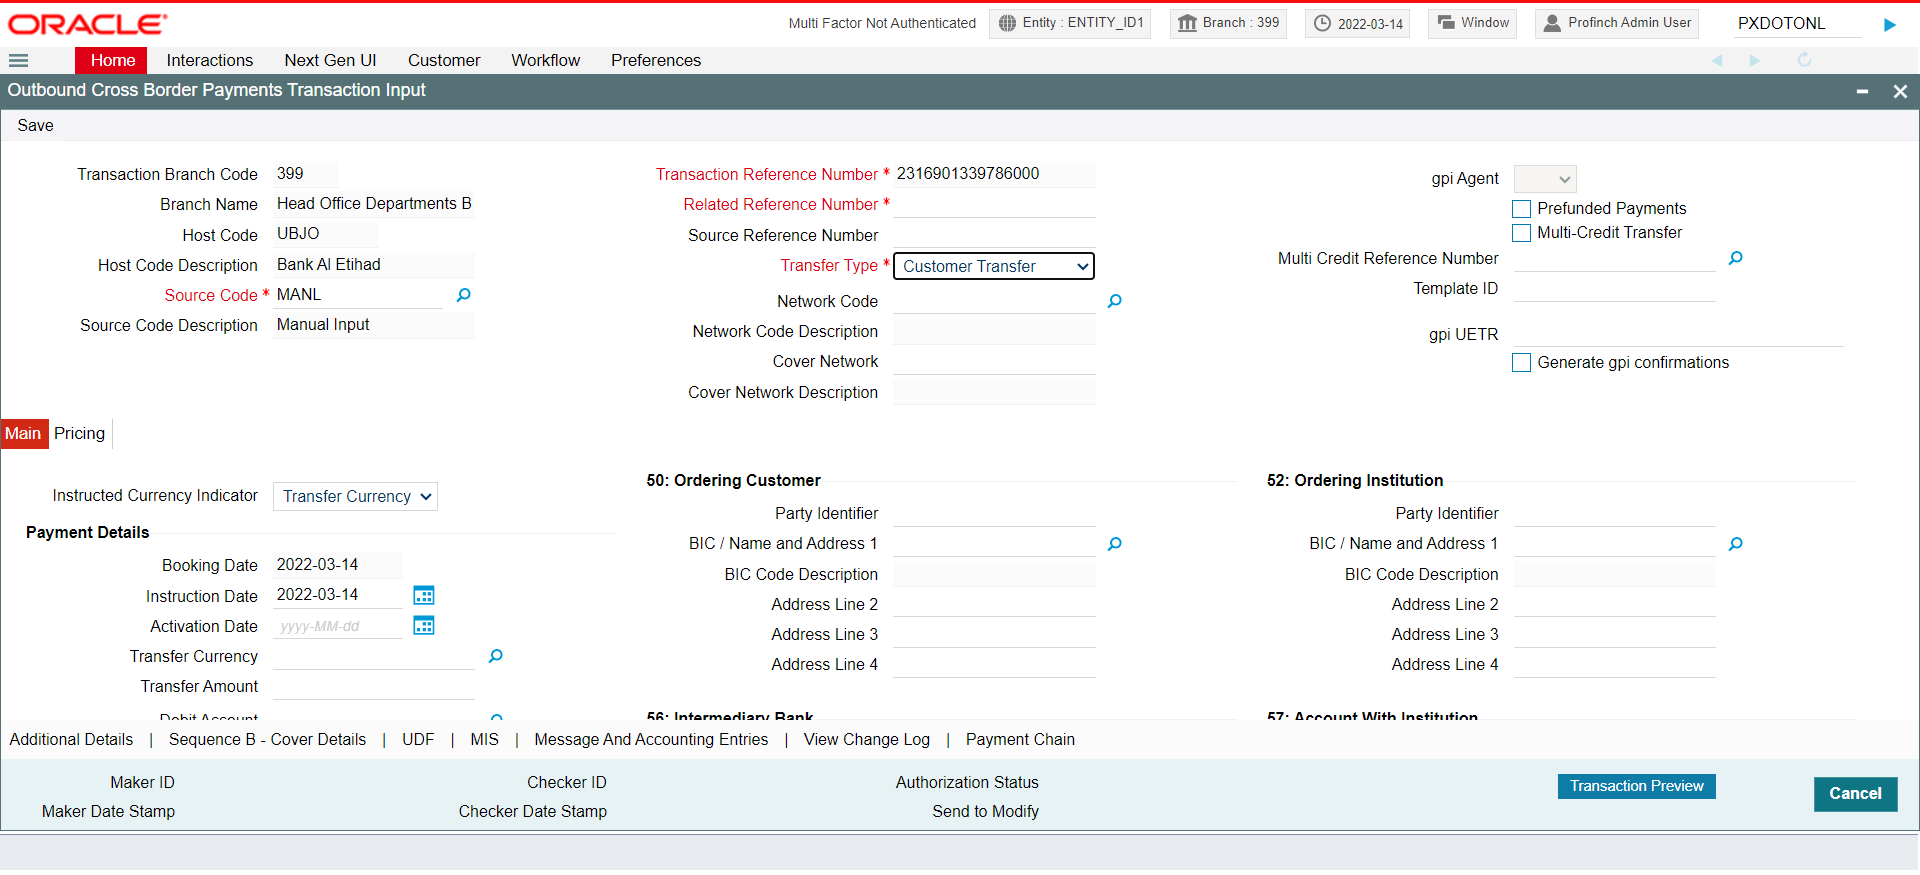 ORACLE
Multi Factor Not Authenticated
Entity : ENTITY_ID1
Branch : 399
2022-03-14
Window
Profinch Admin User
PXDOTONL
Home Interactions Next Gen UI Customer Workflow Preferences
Outbound Cross Border Payments Transaction Input
Save
Transaction Branch Code 399
Branch Name Head Office Departments B
Host Code UBJO
Host Code Description Bank Al Etihad
Source Code * MANL
Source Code Description Manual Input
Transaction Reference Number * 2316901339786000
Related Reference Number *
Source Reference Number
Transfer Type * Customer Transfer
Network Code
Network Code Description
Cover Network
Cover Network Description
gpi Agent
Prefunded Payments
Multi-Credit Transfer
Multi Credit Reference Number
Template ID
gpi UETR
Generate gpi confirmations
Main Pricing
Instructed Currency Indicator Transfer Currency
Payment Details
Booking Date 2022-03-14
Instruction Date 2022-03-14
Activation Date yyyy-MM-dd
Transfer Currency
Transfer Amount
Debit Account
50: Ordering Customer
Party Identifier
BIC / Name and Address 1
BIC Code Description
Address Line 2
Address Line 3
Address Line 4
56: Intermediary Bank
52: Ordering Institution
Party Identifier
BIC / Name and Address 1
BIC Code Description
Address Line 2
Address Line 3
Address Line 4
57: Account With Institution
Additional Details | Sequence B - Cover Details | UDF | MIS | Message And Accounting Entries | View Change Log | Payment Chain
Maker ID
Maker Date Stamp
Checker ID
Checker Date Stamp
Authorization Status
Send to Modify
Transaction Preview
Cancel